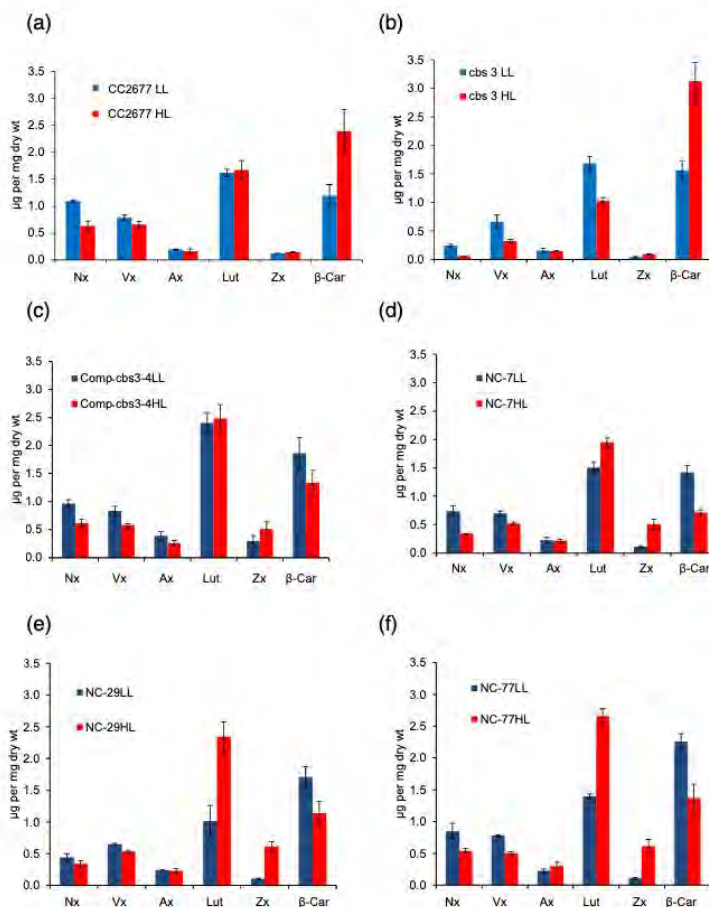 (a)
µg per mg dry wt
3.5
3.0
2.5
2.0
1.5
1.0
0.5
0.0
CC2677 LL
CC2677 HL
Nx Vx Ax Lut Zx β-Car
(b)
µg per mg dry wt
3.5
3.0
2.5
2.0
1.5
1.0
0.5
0.0
cbs 3 LL
cbs 3 HL
Nx Vx Ax Lut Zx β-Car
(c)
µg per mg dry wt
3.5
3.0
2.5
2.0
1.5
1.0
0.5
0.0
Comp-cbs3-4LL
Comp-cbs3-4HL
Nx Vx Ax Lut Zx β-Car
(d)
µg per mg dry wt
3.5
3.0
2.5
2.0
1.5
1.0
0.5
0.0
NC-7LL
NC-7HL
Nx Vx Ax Lut Zx β-Car
(e)
µg per mg dry wt
3.5
3.0
2.5
2.0
1.5
1.0
0.5
0.0
NC-29LL
NC-29HL
Nx Vx Ax Lut Zx β-Car
(f)
µg per mg dry wt
3.5
3.0
2.5
2.0
1.5
1.0
0.5
0.0
NC-77LL
NC-77HL
Nx Vx Ax Lut Zx β-Car